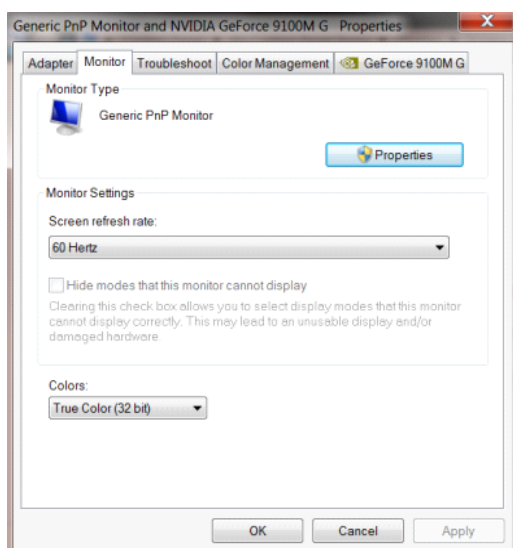 Generic PnP Monitor and NVIDIA GeForce 9100M G Properties
X
Adapter Monitor Troubleshoot Color Management GeForce 9100M G
Monitor Type
Generic PnP Monitor
Properties
Monitor Settings
Screen refresh rate:
60 Hertz
Hide modes that this monitor cannot display
Clearing this check box allows you to select display modes that this monitor
cannot display correctly. This may lead to an unusable display and/or
damaged hardware.
Colors:
True Color (32 bit)
OK Cancel Apply